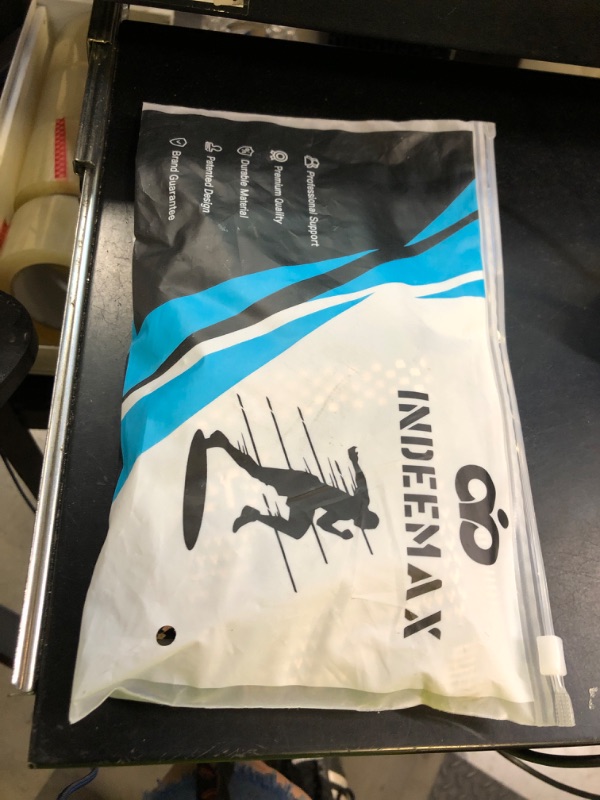 INDEEMAX
Professional Support
Premium Quality
Durable Material
Patented Design
Brand Guarantee